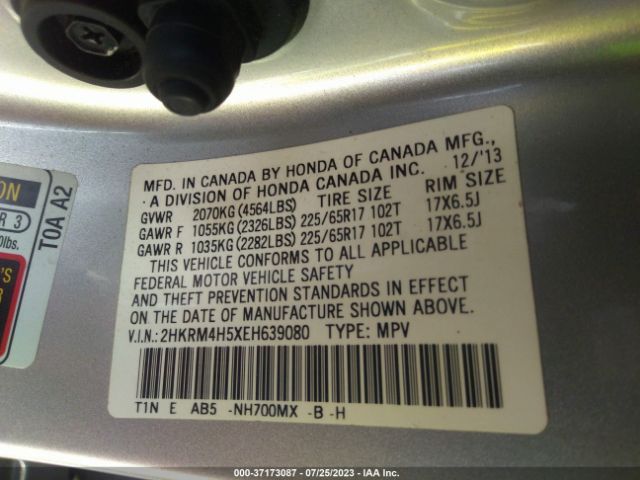 MFD. IN CANADA BY HONDA OF CANADA MFG.,
A DIVISION OF HONDA CANADA INC. 12/'13
GVWR 2070KG (4564LBS) TIRE SIZE RIM SIZE
GAWR F 1055KG (2326LBS) 225/65R17 102T 17X6.5J
GAWR R 1035KG (2282LBS) 225/65R17 102T 17X6.5J
THIS VEHICLE CONFORMS TO ALL APPLICABLE
FEDERAL MOTOR VEHICLE SAFETY
AND THEFT PREVENTION STANDARDS IN EFFECT
ON THE DATE OF MANUFACTURE SHOWN ABOVE.
V.I.N.: 2HKRM4H5XEH639080 TYPE: MPV
T1N E AB5 -NH700MX -B -H
ON
R 3
0lbs.
'S
R
T0A A2
000-37173087 - 07/25/2023 - IAA Inc.